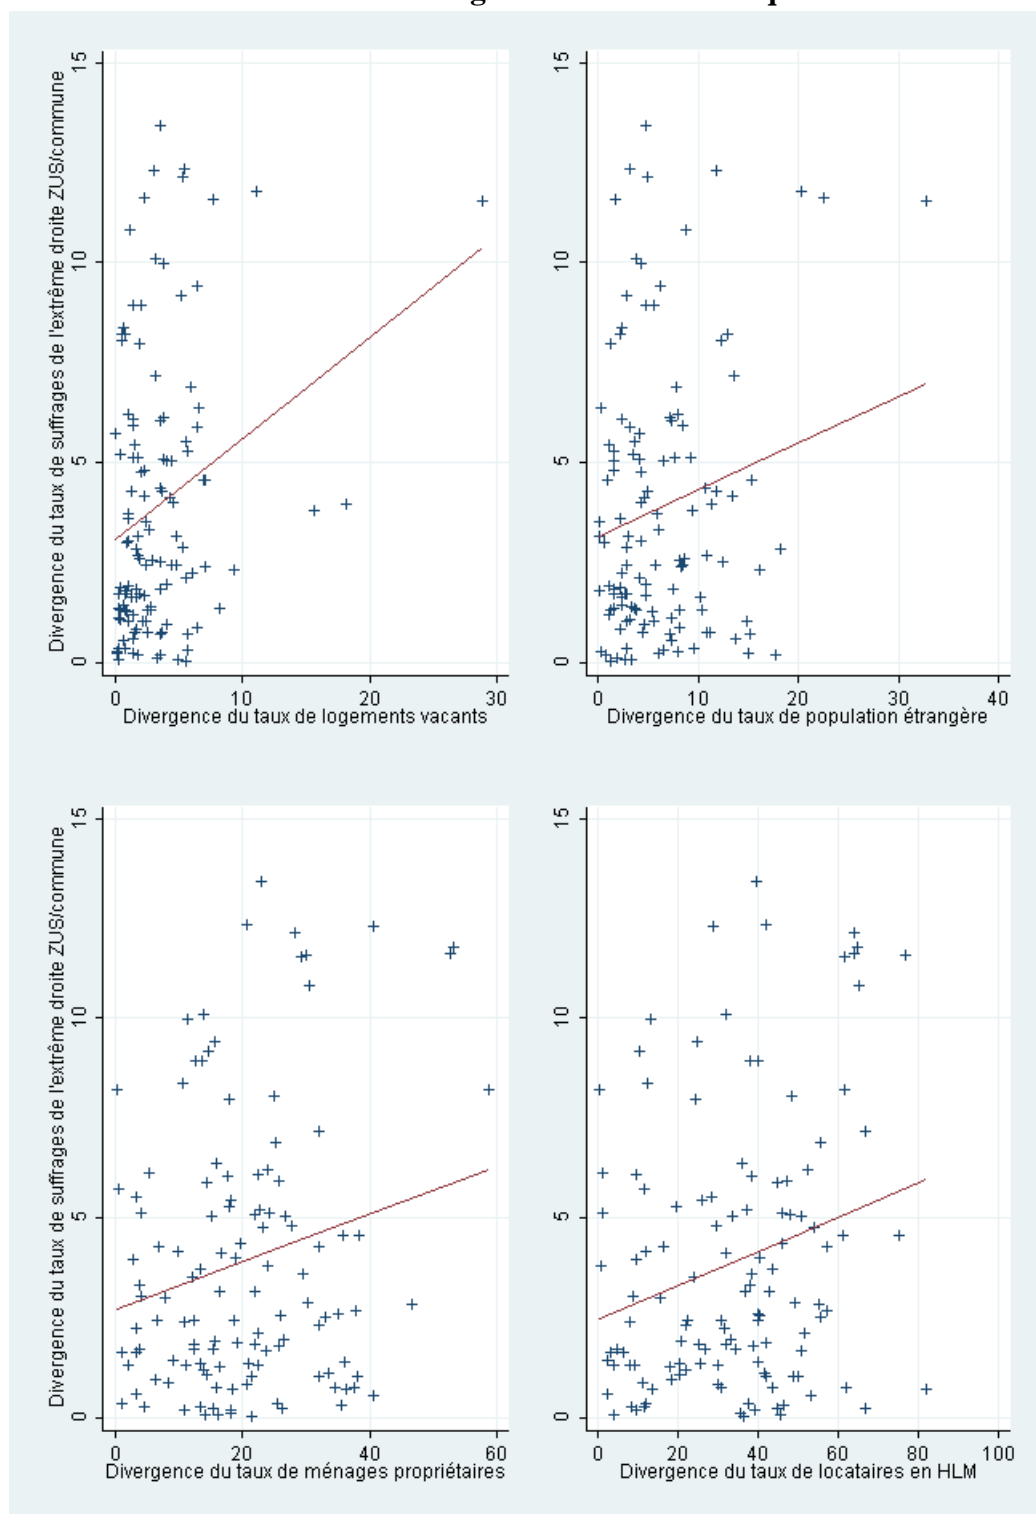 Divergence du taux de suffrages de l'extrême droite ZUS/commune
15
10
5
0
0 10 20 30
Divergence du taux de logements vacants
15
10
5
0
0 10 20 30 40
Divergence du taux de population étrangère
Divergence du taux de suffrages de l'extrême droite ZUS/commune
15
10
5
0
0 20 40 60
Divergence du taux de ménages propriétaires
15
10
5
0
0 20 40 60 80 100
Divergence du taux de locataires en HLM